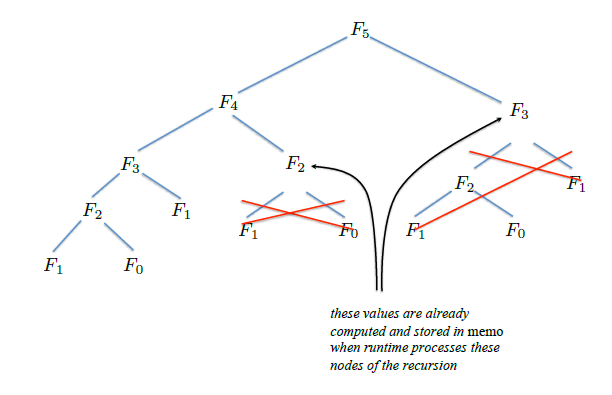 F5
F4
F3
F3
F2
F2
F1
F2
F1
F1
F0
F1
F0
F1
F0
these values are already
computed and stored in memo
when runtime processes these
nodes of the recursion